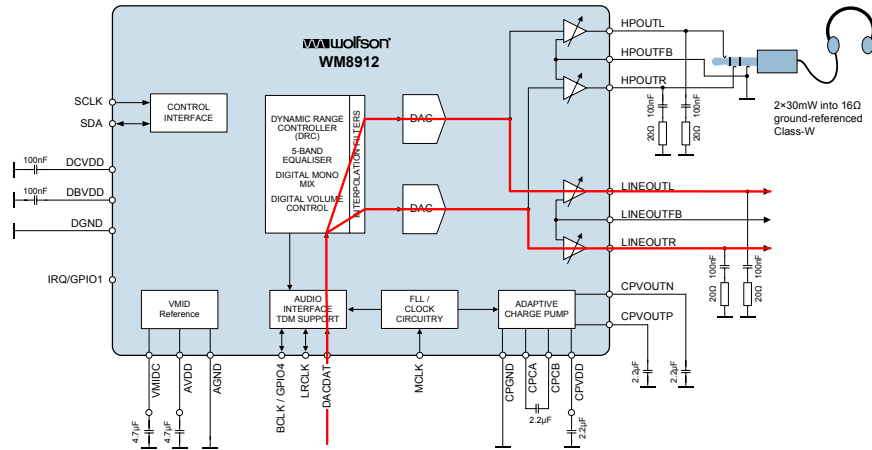 wolfson®
WM8912
HPOUTL
HPOUTFB
HPOUTR
100nF
100nF
20Ω
20Ω
2×30mW into 16Ω
ground-referenced
Class-W
SCLK
SDA
CONTROL
INTERFACE
DCVDD
100nF
DBVDD
100nF
DGND
IRQ/GPIO1
DYNAMIC RANGE
CONTROLLER
(DRC)
5-BAND
EQUALISER
DIGITAL MONO
MIX
DIGITAL VOLUME
CONTROL
INTERPOLATION FILTERS
DAC
DAC
LINEOUTL
LINEOUTFB
LINEOUTR
100nF
100nF
20Ω
20Ω
VMID
Reference
AUDIO
INTERFACE
TDM SUPPORT
FLL /
CLOCK
CIRCUITRY
ADAPTIVE
CHARGE PUMP
CPVOUTN
CPVOUTP
2.2µF
2.2µF
VMIDC
AVDD
AGND
BCLK / GPIO4
LRCLK
DACDAT
MCLK
CPGND
CPCA
CPCB
CPVDD
4.7µF
4.7µF
2.2µF
2.2µF